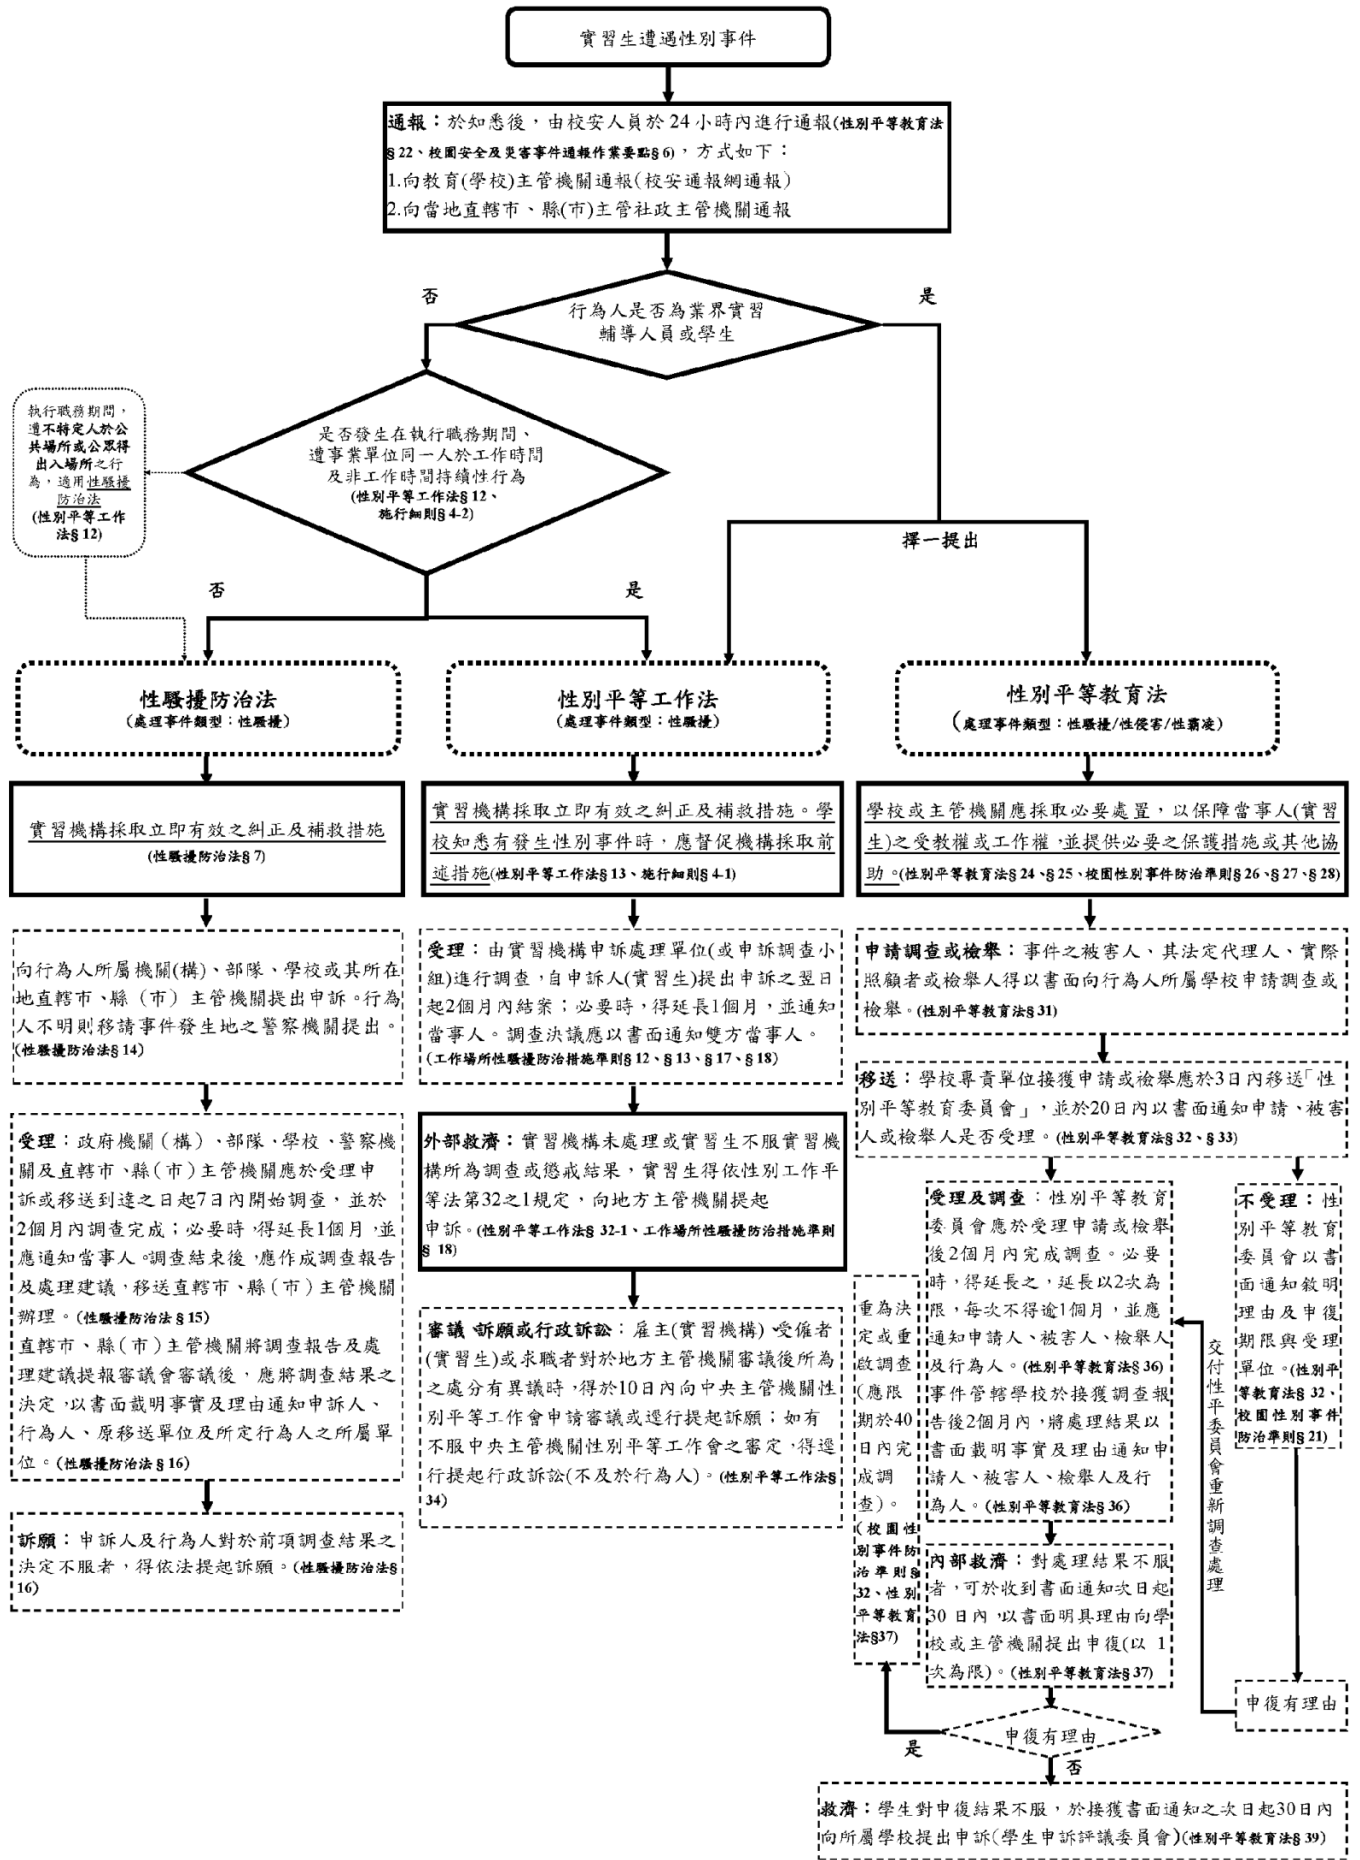 實習生遭遇性別事件
通報：於知悉後，由校安人員於 24 小時內進行通報(性別平等教育法
§ 22、校園安全及災害事件通報作業要點§ 6)，方式如下：
1.向教育(學校)主管機關通報(校安通報網通報)
2.向當地直轄市、縣(市)主管社政主管機關通報
否
是
行為人是否為業界實習
輔導人員或學生
執行職務期間，
遭不特定人於公
共場所或公眾得
出入場所之行
為，適用性騷擾
防治法
(性別平等工作
法§ 12)
是否發生在執行職務期間、
遭事業單位同一人於工作時間
及非工作時間持續性行為
(性別平等工作法§ 12、
施行細則§ 4-2)
擇一提出
否
是
性騷擾防治法
(處理事件類型：性騷擾)
性別平等工作法
(處理事件類型：性騷擾)
性別平等教育法
(處理事件類型：性騷擾/性侵害/性霸凌)
實習機構採取立即有效之糾正及補救措施
(性騷擾防治法§ 7)
實習機構採取立即有效之糾正及補救措施。學
校知悉有發生性別事件時，應督促機構採取前
述措施(性別平等工作法§ 13、施行細則§ 4-1)
學校或主管機關應採取必要處置，以保障當事人(實習
生)之受教權或工作權，並提供必要之保護措施或其他協
助。(性別平等教育法§ 24、§ 25、校園性別事件防治準則§ 26、§ 27、§ 28)
向行為人所屬機關(構)、部隊、學校或其所在
地直轄市、縣（市）主管機關提出申訴。行為
人不明則移請事件發生地之警察機關提出。
(性騷擾防治法§ 14)
受理：由實習機構申訴處理單位(或申訴調查小
組)進行調查，自申訴人(實習生)提出申訴之翌日
起2個月內結案；必要時，得延長1個月，並通知
當事人。調查決議應以書面通知雙方當事人。
(工作場所性騷擾防治措施準則§ 12、§ 13、§ 17、§ 18)
申請調查或檢舉：事件之被害人、其法定代理人、實際
照顧者或檢舉人得以書面向行為人所屬學校申請調查或
檢舉。(性別平等教育法§ 31)
移送：學校專責單位接獲申請或檢舉應於3日內移送「性
別平等教育委員會」，並於20日內以書面通知申請、被害
人或檢舉人是否受理。(性別平等教育法§ 32、§ 33)
受理：政府機關（構）、部隊、學校、警察機
關及直轄市、縣（市）主管機關應於受理申
訴或移送到達之日起7日內開始調查，並於
2個月內調查完成；必要時，得延長1個月，並
應通知當事人。調查結束後，應作成調查報告
及處理建議，移送直轄市、縣（市）主管機關
辦理。(性騷擾防治法§ 15)
直轄市、縣（市）主管機關將調查報告及處
理建議提報審議會審議後，應將調查結果之
決定，以書面載明事實及理由通知申訴人、
行為人、原移送單位及所定行為人之所屬單
位。(性騷擾防治法§ 16)
外部救濟：實習機構未處理或實習生不服實習機
構所為調查或懲戒結果，實習生得依性別工作平
等法第32之1規定，向地方主管機關提起
申訴。(性別平等工作法§ 32-1、工作場所性騷擾防治措施準則
§ 18)
審議、訴願或行政訴訟：雇主(實習機構)、受僱者
(實習生)或求職者對於地方主管機關審議後所為
之處分有異議時，得於10日內向中央主管機關性
別平等工作會申請審議或逕行提起訴願；如有
不服中央主管機關性別平等工作會之審定，得逕
行提起行政訴訟(不及於行為人)。(性別平等工作法§
34)
訴願：申訴人及行為人對於前項調查結果之
決定不服者，得依法提起訴願。(性騷擾防治法§
16)
重為決
定或重
啟調查
(應限
期於40
日內完
成調
查)。
(校園性
別事件防
治準則§
32、性別
平等教育
法§37)
受理及調查：性別平等教育
委員會應於受理申請或檢舉
後2個月內完成調查。必要
時，得延長之，延長以2次為
限，每次不得逾1個月，並應
通知申請人、被害人、檢舉人
及行為人。(性別平等教育法§ 36)
事件管轄學校於接獲調查報
告後2個月內，將處理結果以
書面載明事實及理由通知申
請人、被害人、檢舉人及行
為人。(性別平等教育法§ 36)
交付性平委員會重新調查處理
不受理：性
別平等教育
委員會以書
面通知敘明
理由及申復
期限與受理
單位。(性別平
等教育法§ 32、
校園性別事件
防治準則§ 21)
內部救濟：對處理結果不服
者，可於收到書面通知次日起
30 日內，以書面明具理由向學
校或主管機關提出申復(以 1
次為限)。(性別平等教育法§ 37)
申復有理由
申復有理由
是
否
救濟：學生對申復結果不服，於接獲書面通知之次日起30日內
向所屬學校提出申訴(學生申訴評議委員會)(性別平等教育法§ 39)